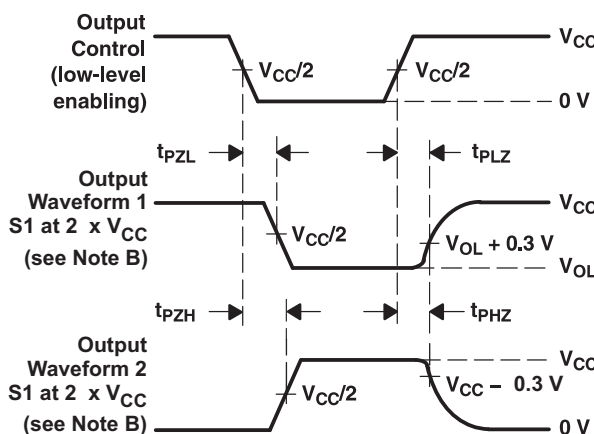 Output
Control
(low-level
enabling)
VCC
VCC/2
VCC/2
0 V
tPZL
tPLZ
Output
Waveform 1
S1 at 2 x VCC
(see Note B)
VCC
VCC/2
VOL + 0.3 V
VOL
tPZH
tPHZ
Output
Waveform 2
S1 at 2 x VCC
(see Note B)
VCC
VCC/2
VCC − 0.3 V
0 V